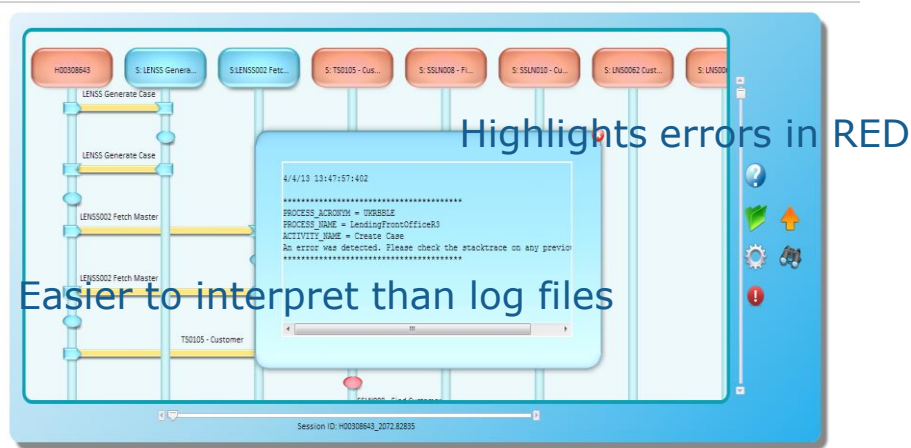 H00308643
S: LENSS Genera...
S:LENSS002 Fetc...
S: TS0105 - Cus...
S: SSLN008 - Fi...
S: SSLN010 - Cu...
S: LNS0062 Cust...
LENSS Generate Case
Highlights errors in RED
LENSS Generate Case
4/4/13 13:47:57:402
*****************************************
PROCESS_ACRONYM = UKRBBLE
PROCESS_NAME = LendingFrontOfficeR3
ACTIVITY_NAME = Create Case
An error was detected. Please check the stacktrace on any previou
*****************************************
LENSS002 Fetch Master
LENSS002 Fetch Master
Easier to interpret than log files
TS0105 - Customer
Session ID: H00308643_2072.82835